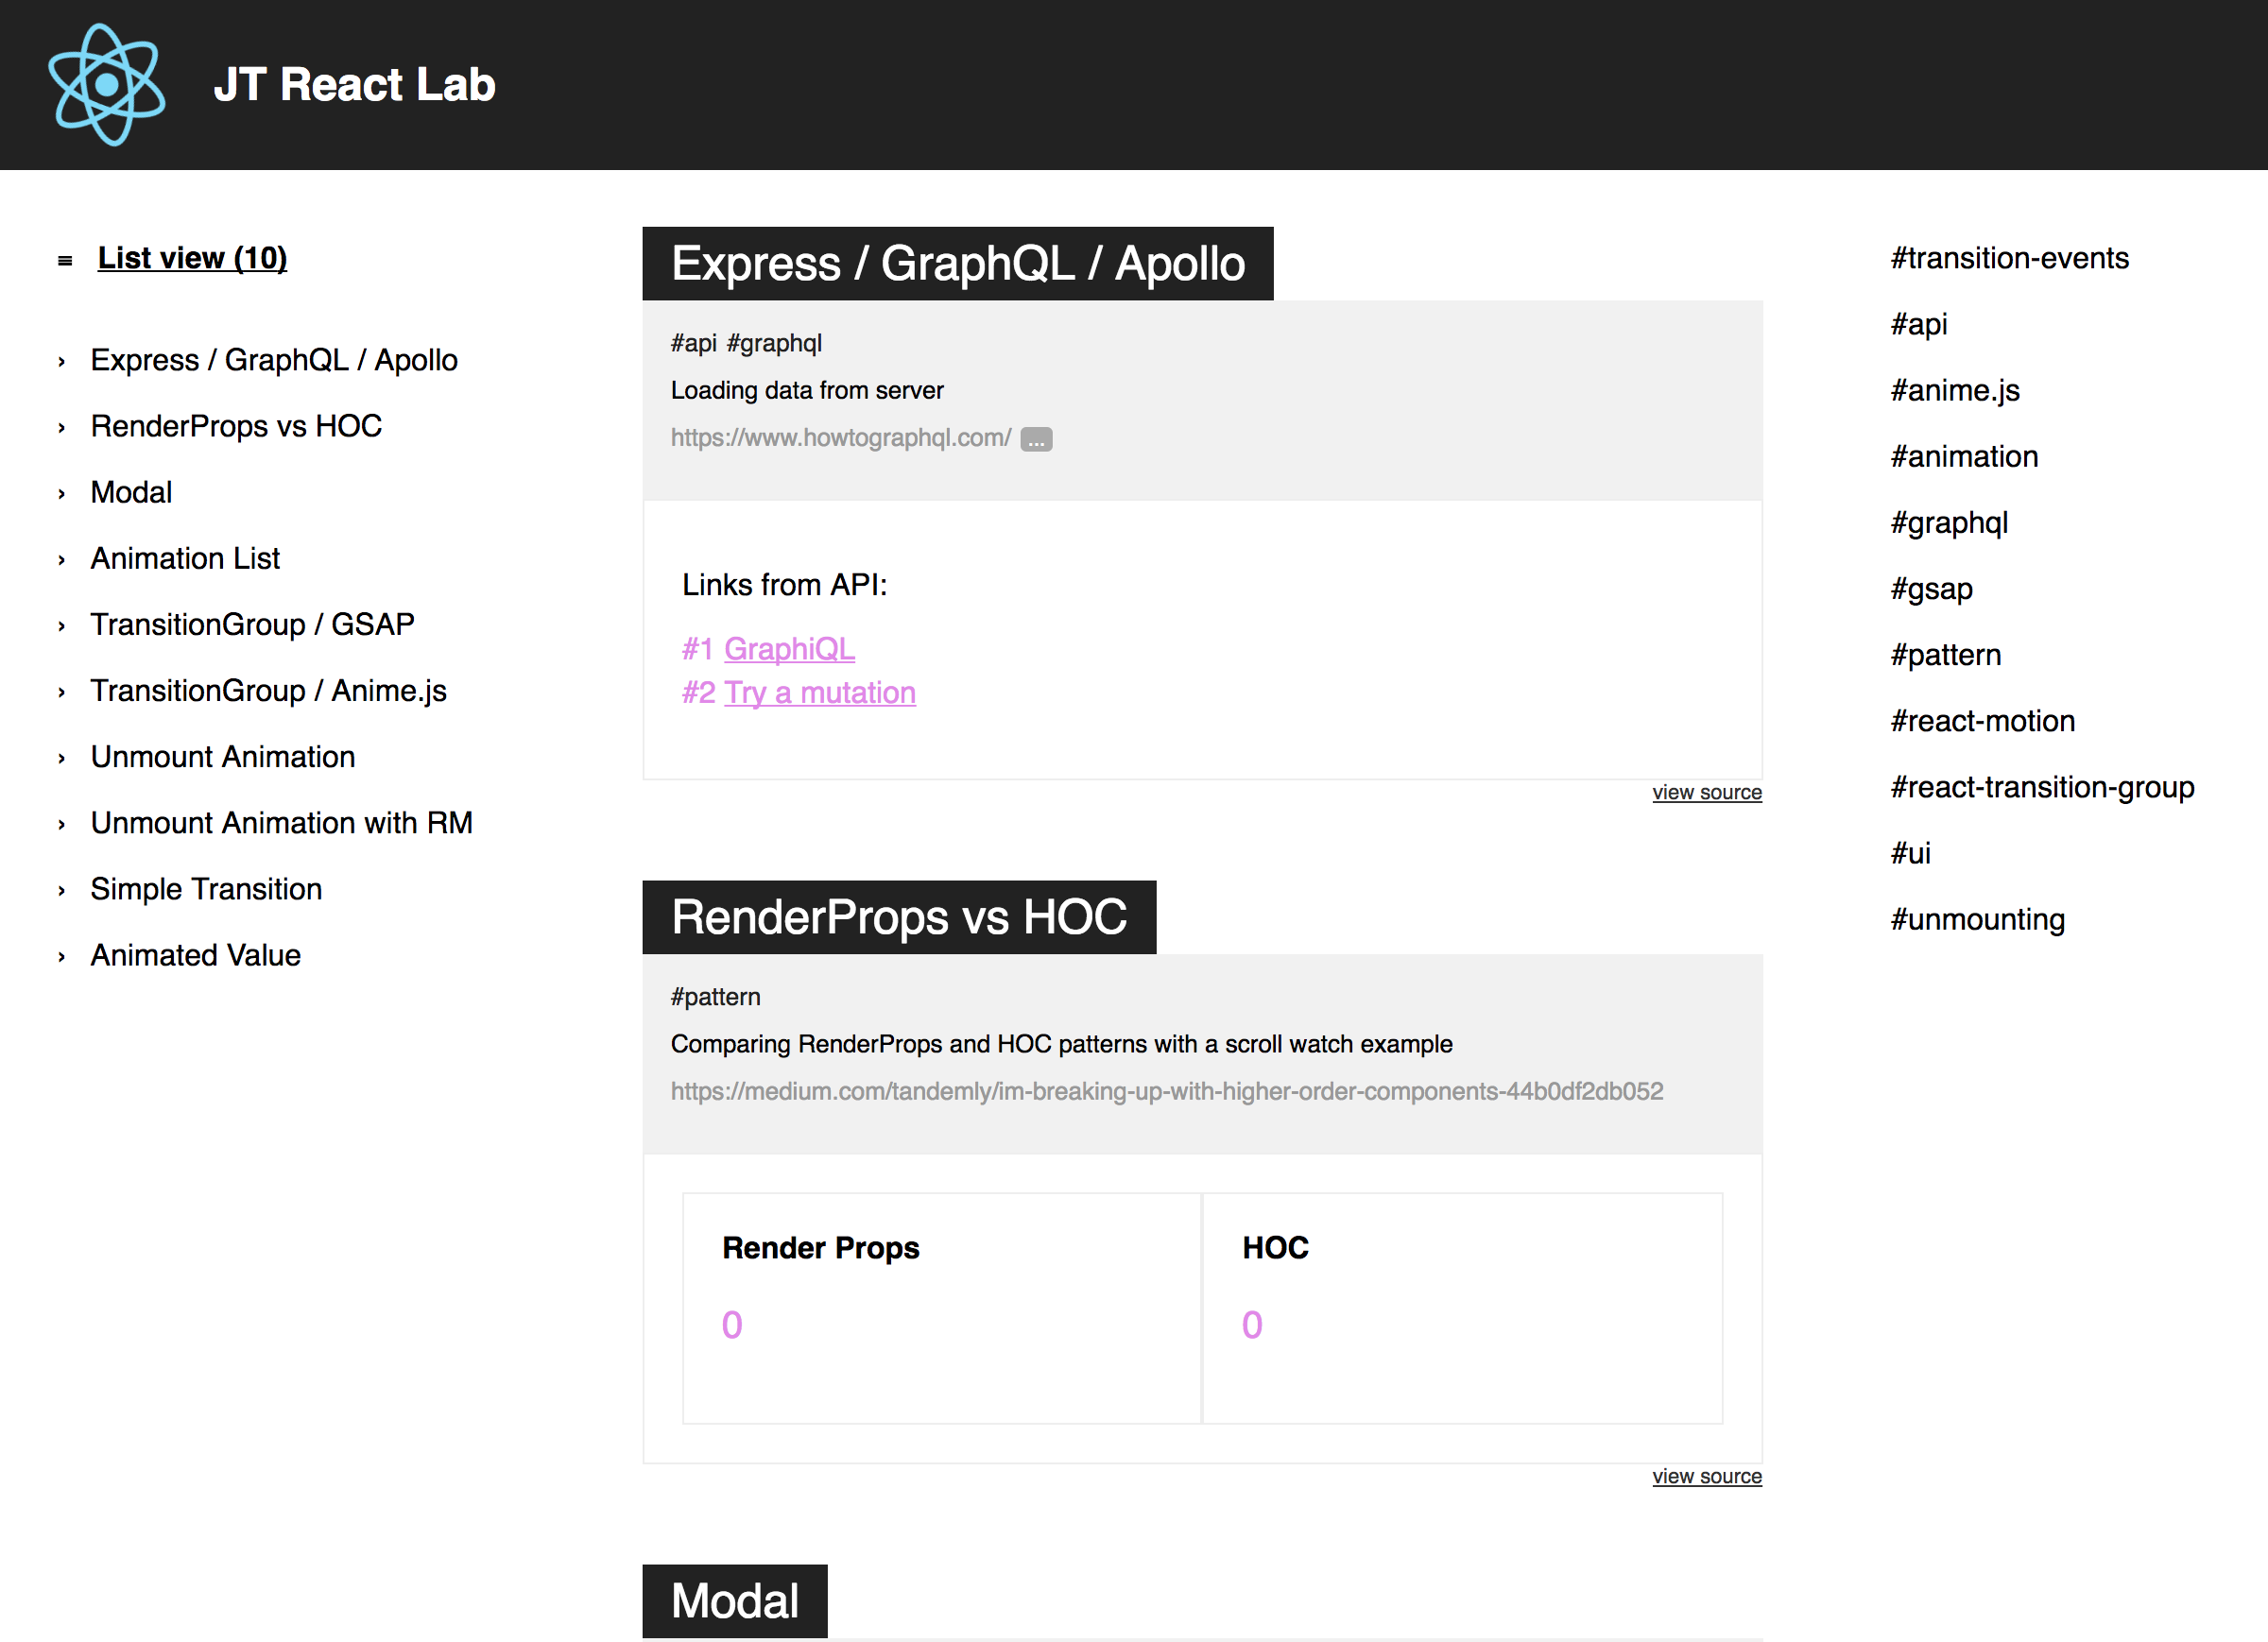 JT React Lab
≡ List view (10)
› Express / GraphQL / Apollo
› RenderProps vs HOC
› Modal
› Animation List
› TransitionGroup / GSAP
› TransitionGroup / Anime.js
› Unmount Animation
› Unmount Animation with RM
› Simple Transition
› Animated Value
Express / GraphQL / Apollo
#api #graphql
Loading data from server
https://www.howtographql.com/ ...
Links from API:
#1 GraphiQL
#2 Try a mutation
view source
RenderProps vs HOC
#pattern
Comparing RenderProps and HOC patterns with a scroll watch example
https://medium.com/tandemly/im-breaking-up-with-higher-order-components-44b0df2db052
Render Props
0
HOC
0
view source
Modal
#transition-events
#api
#anime.js
#animation
#graphql
#gsap
#pattern
#react-motion
#react-transition-group
#ui
#unmounting